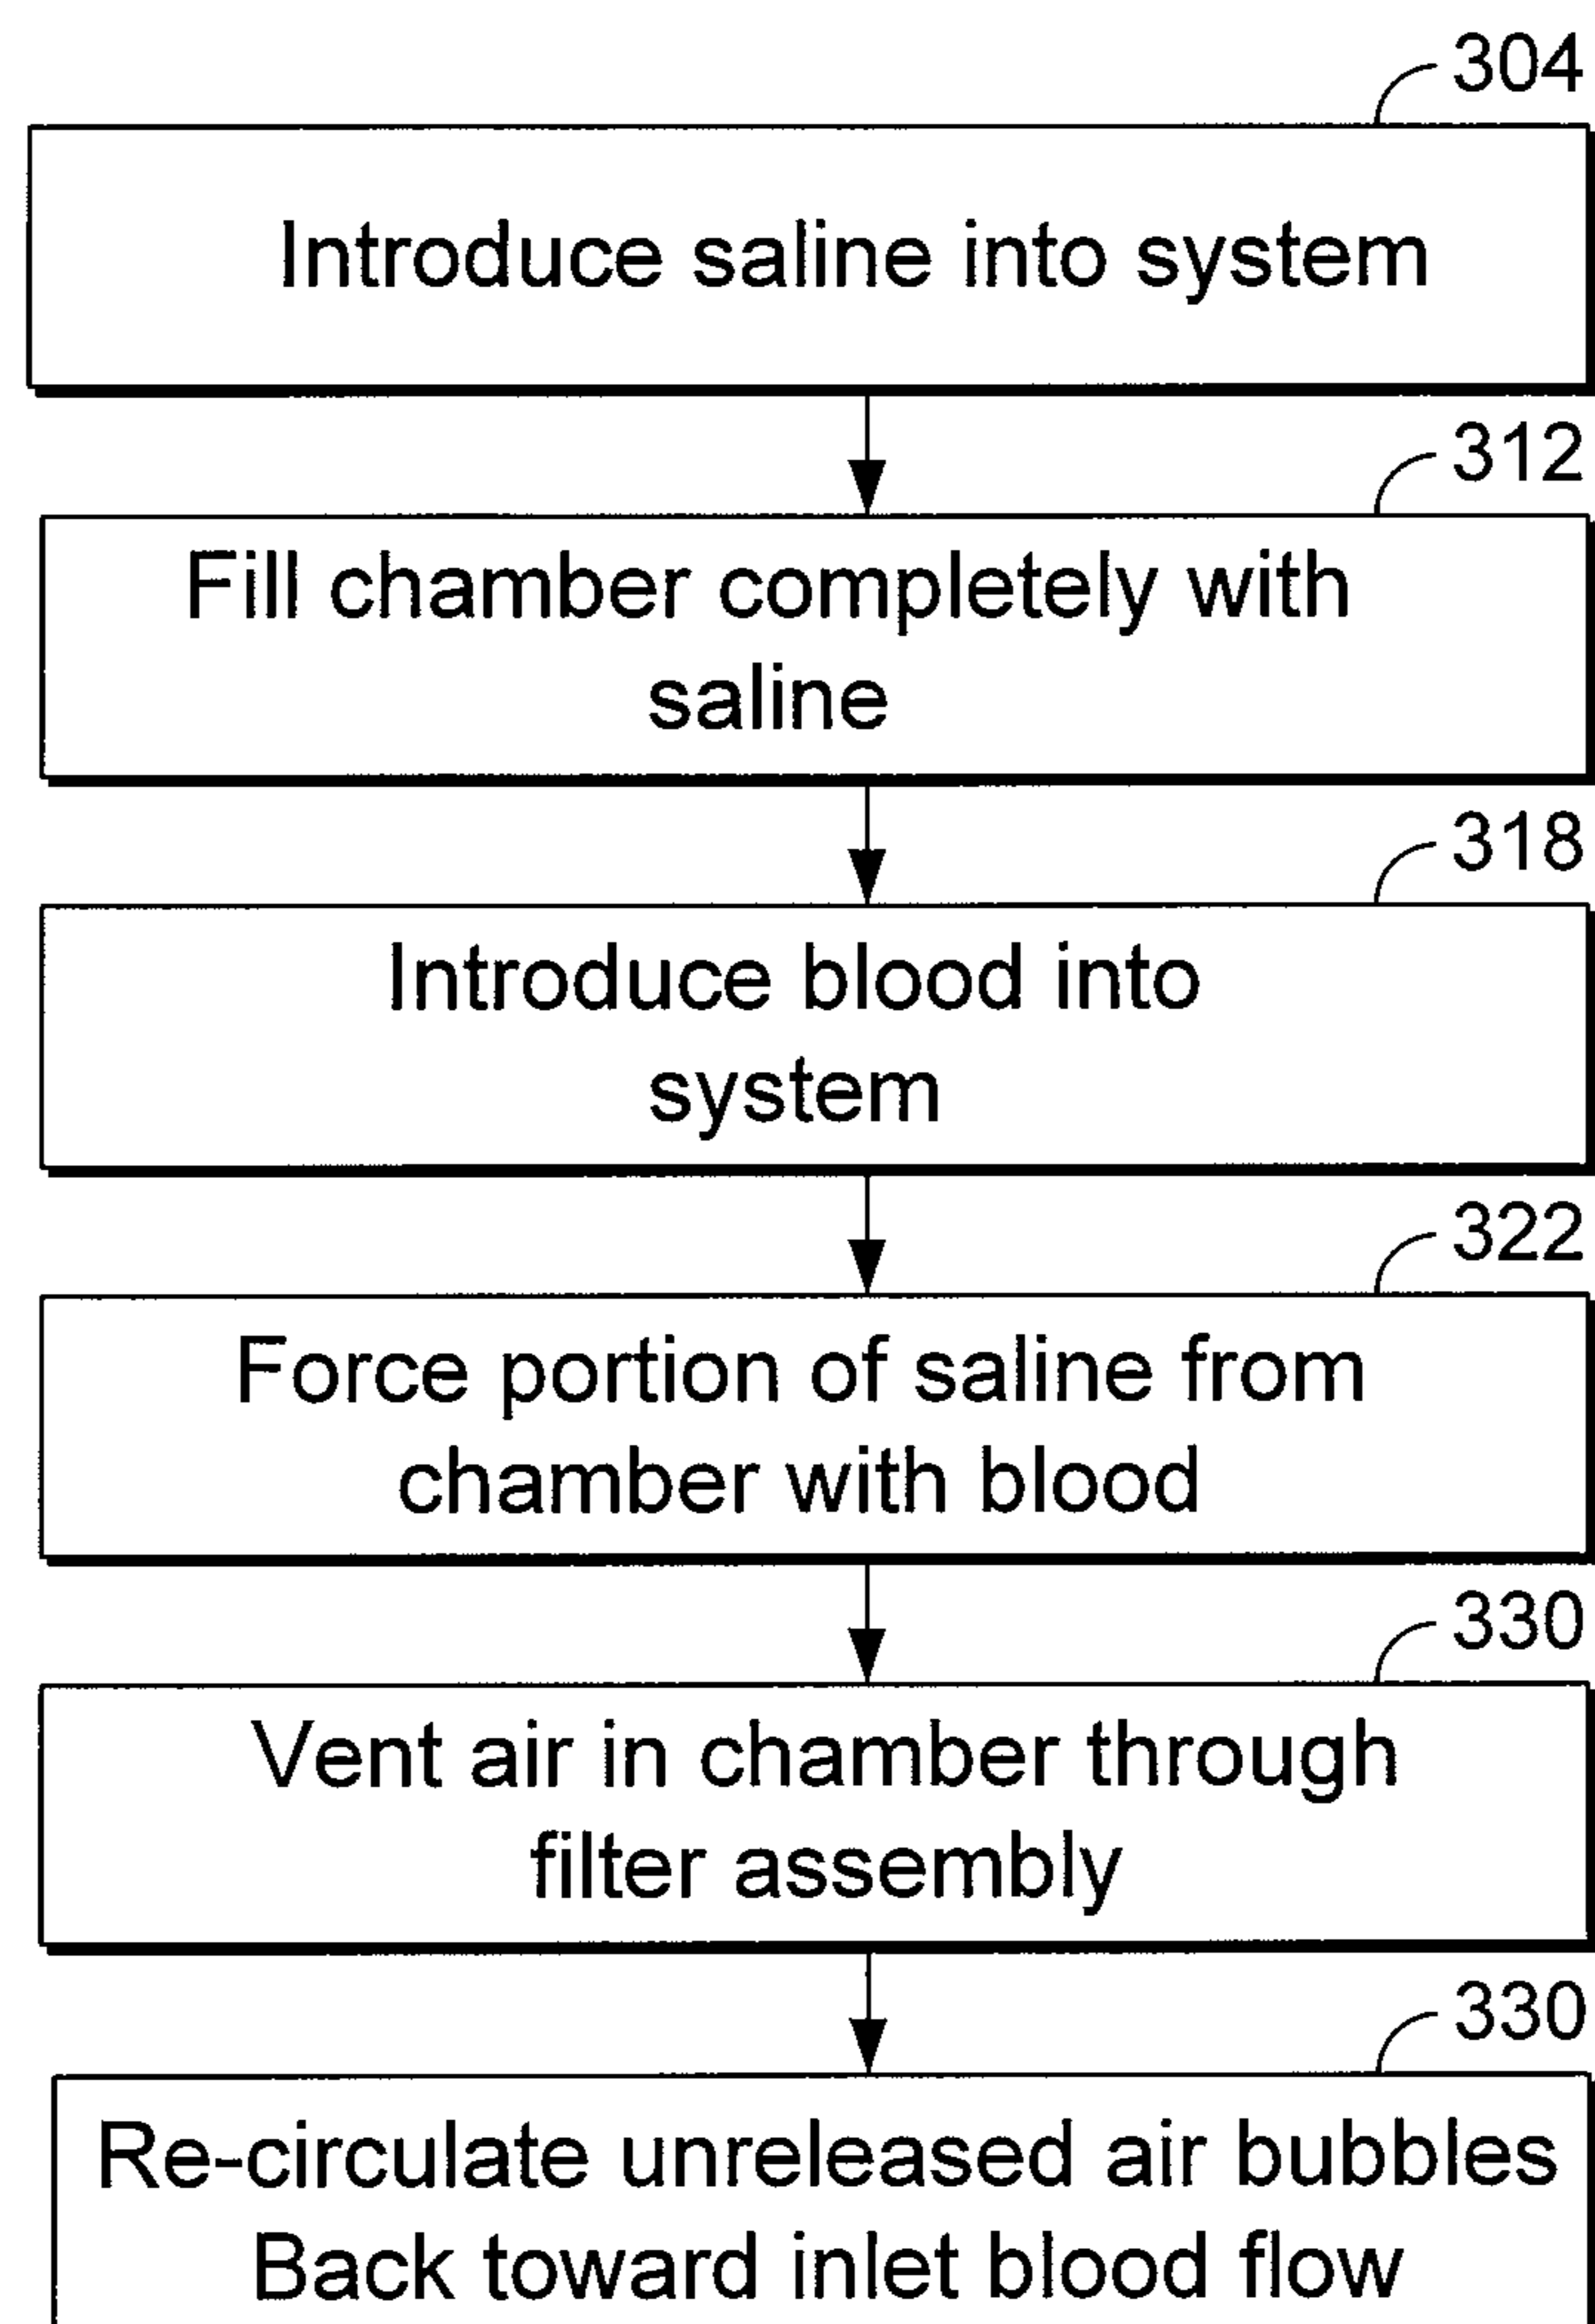 304
Introduce saline into system
312
Fill chamber completely with
saline
318
Introduce blood into
system
322
Force portion of saline from
chamber with blood
330
Vent air in chamber through
filter assembly
330
Re-circulate unreleased air bubbles
Back toward inlet blood flow